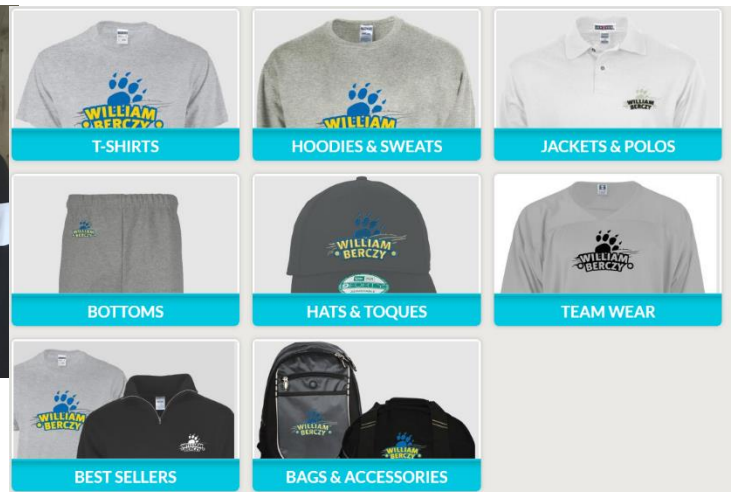 WILLIAM
BERCZY
T-SHIRTS
WILLIAM
HOODIES & SWEATS
WILLIAM
BERCZY
JACKETS & POLOS
WILLIAM
BERCZY
BOTTOMS
WILLIAM
BERCZY
HATS & TOQUES
WILLIAM
BERCZY
TEAM WEAR
WILLIAM
BERCZY
BEST SELLERS
WILLIAM
BERCZY
WILLIAM
BERCZY
BAGS & ACCESSORIES